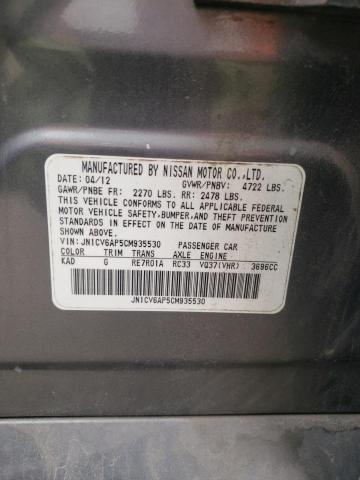 MANUFACTURED BY NISSAN MOTOR CO.,LTD.
DATE: 04/12 GVWR/PNBV: 4722 LBS.
GAWR/PNBE FR: 2270 LBS. RR: 2478 LBS.
THIS VEHICLE CONFORMS TO ALL APPLICABLE FEDERAL
MOTOR VEHICLE SAFETY, BUMPER, AND THEFT PREVENTION
STANDARDS IN EFFECT ON THE DATE OF MANUFACTURE
SHOWN ABOVE.
VIN: JN1CV6AP5CM935530 PASSENGER CAR
COLOR TRIM TRANS AXLE ENGINE
KAD G RE7R01A RC33 VQ37(VHR) 3696CC
JN1CV6AP5CM935530